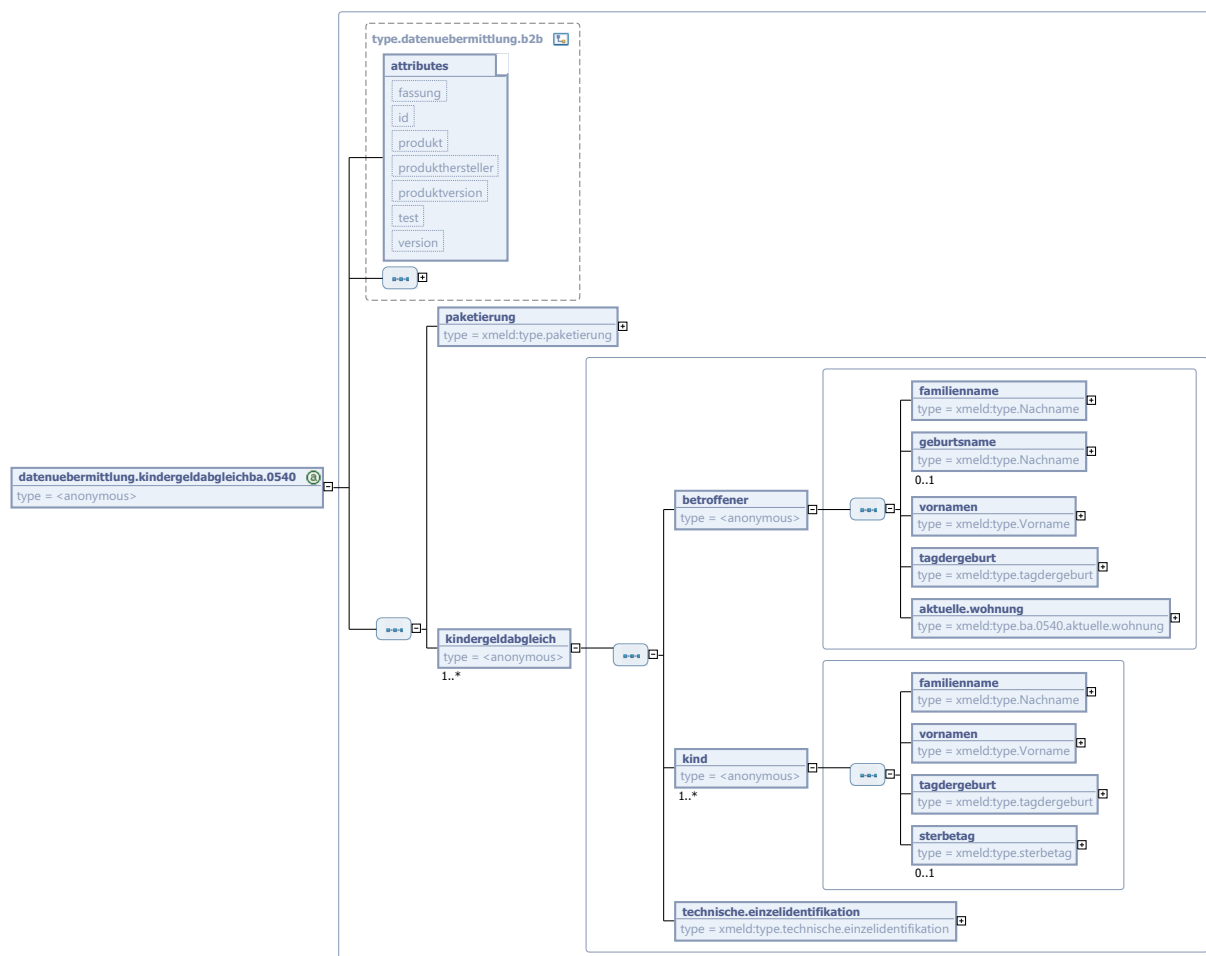 type.datenuebermittlung.b2b
attributes
fassung
id
produkt
produkthersteller
produktversion
test
version
paketierung
type = xmeld:type.paketierung
datenuebermittlung.kindergeldabgleichba.0540 a
type = <anonymous>
kindergeldabgleich
type = <anonymous>
1..*
betroffener
type = <anonymous>
familienname
type = xmeld:type.Nachname
geburtsname
type = xmeld:type.Nachname
0..1
vornamen
type = xmeld:type.Vorname
tagdergeburt
type = xmeld:type.tagdergeburt
aktuelle.wohnung
type = xmeld:type.ba.0540.aktuelle.wohnung
kind
type = <anonymous>
1..*
familienname
type = xmeld:type.Nachname
vornamen
type = xmeld:type.Vorname
tagdergeburt
type = xmeld:type.tagdergeburt
sterbetag
type = xmeld:type.sterbetag
0..1
technische.einzelidentifikation
type = xmeld:type.technische.einzelidentifikation